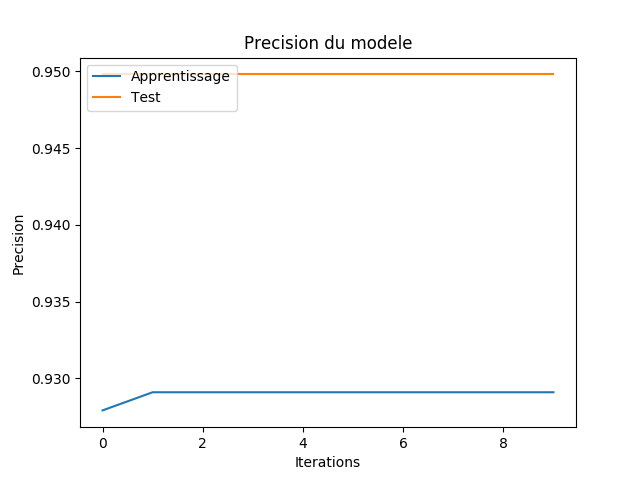 Precision du modele
0.950
0.945
0.940
0.935
0.930
Precision
Apprentissage
Test
0 2 4 6 8
Iterations